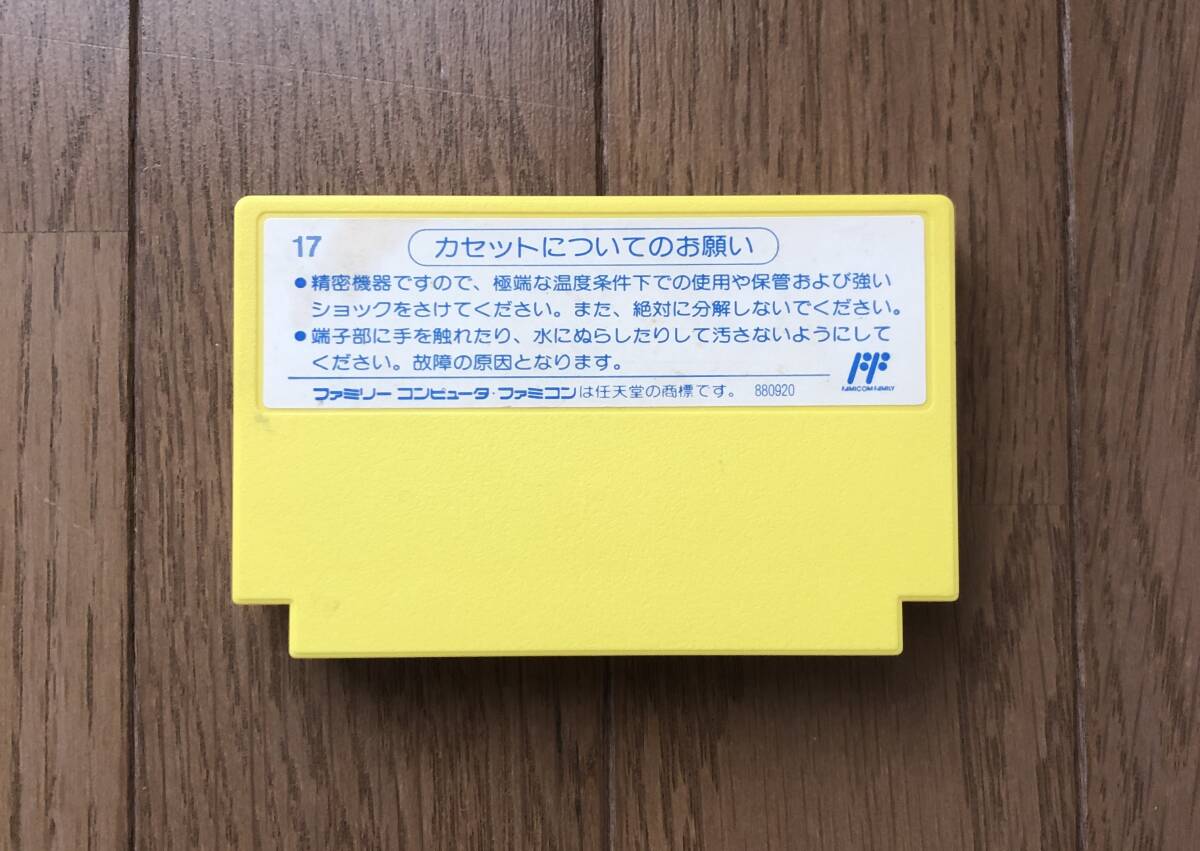 17
カセットについてのお願い
●精密機器ですので、極端な温度条件下での使用や保管および強い
ショックをさけてください。また、絶対に分解しないでください。
●端子部に手を触れたり、水にぬらしたりして汚さないようにして
ください。故障の原因となります。
FF
FAMICOM FAMILY
ファミリーコンピュータ・ファミコンは任天堂の商標です。 880920